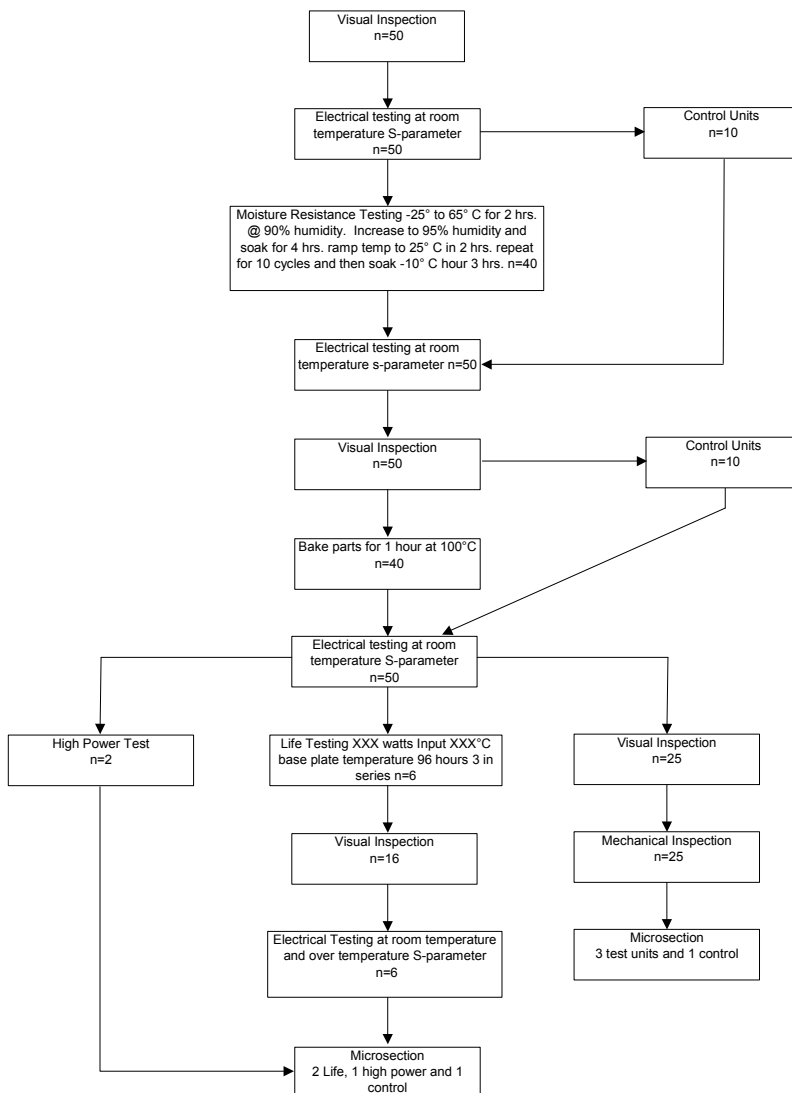 Visual Inspection
n=50
Electrical testing at room
temperature S-parameter
n=50
Control Units
n=10
Moisture Resistance Testing -25° to 65° C for 2 hrs.
@ 90% humidity.  Increase to 95% humidity and
soak for 4 hrs. ramp temp to 25° C in 2 hrs. repeat
for 10 cycles and then soak -10° C hour 3 hrs. n=40
Electrical testing at room
temperature s-parameter n=50
Visual Inspection
n=50
Control Units
n=10
Bake parts for 1 hour at 100°C
n=40
Electrical testing at room
temperature S-parameter
n=50
High Power Test
n=2
Life Testing XXX watts Input XXX°C
base plate temperature 96 hours 3 in
series n=6
Visual Inspection
n=25
Visual Inspection
n=16
Mechanical Inspection
n=25
Electrical Testing at room temperature
and over temperature S-parameter
n=6
Microsection
3 test units and 1 control
Microsection
2 Life, 1 high power and 1
control